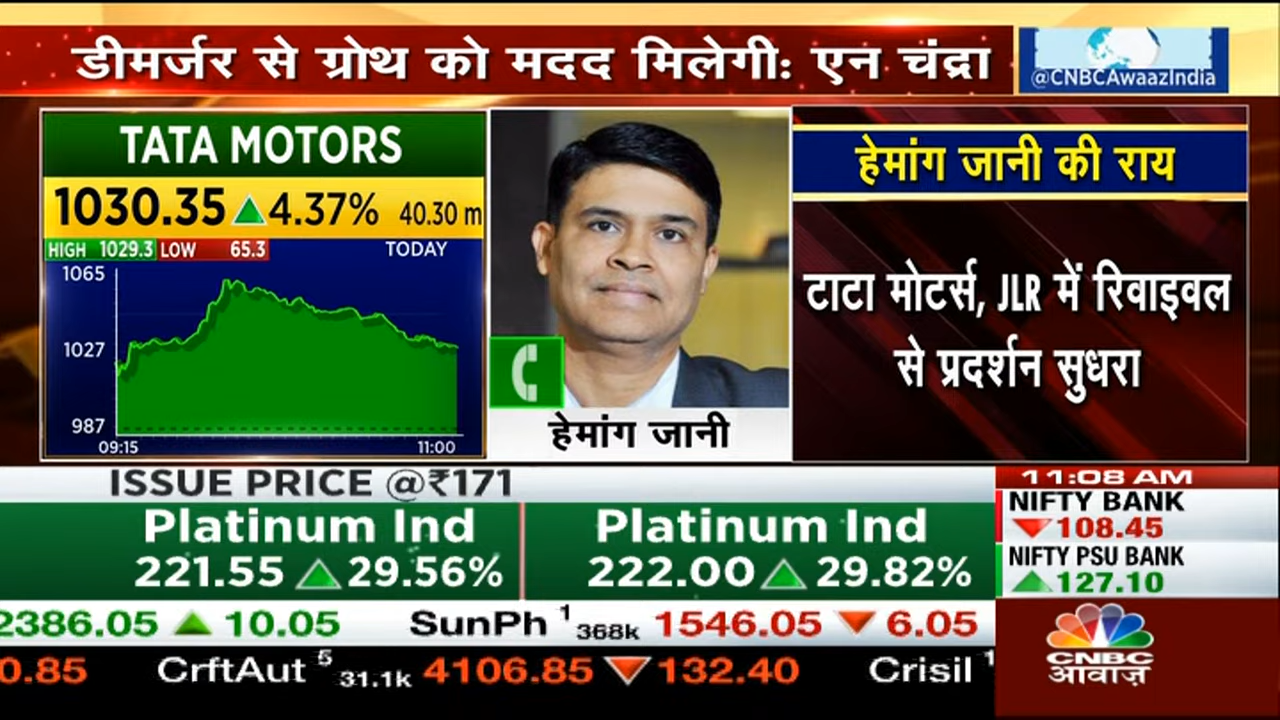 डीमर्जर से ग्रोथ को मदद मिलेगी: एन चंद्रा
@CNBCAwaazIndia
TATA MOTORS
1030.35 ▲ 4.37% 40.30 m
HIGH 1029.3 LOW 65.3 TODAY
1065
1027
987
09:15 11:00
हेमांग जानी
हेमांग जानी की राय
टाटा मोटर्स, JLR में रिवाइवल
से प्रदर्शन सुधरा
ISSUE PRICE @₹171
Platinum Ind
221.55 ▲ 29.56%
Platinum Ind
222.00 ▲ 29.82%
11:08 AM
NIFTY BANK
▼ 108.45
NIFTY PSU BANK
▲ 127.10
2386.05 ▲ 10.05 SunPh 1 368k 1546.05 ▼ 6.05
0.85 CrftAut 5 31.1k 4106.85 ▼ 132.40 Crisil 1
CNBC
आवाज़